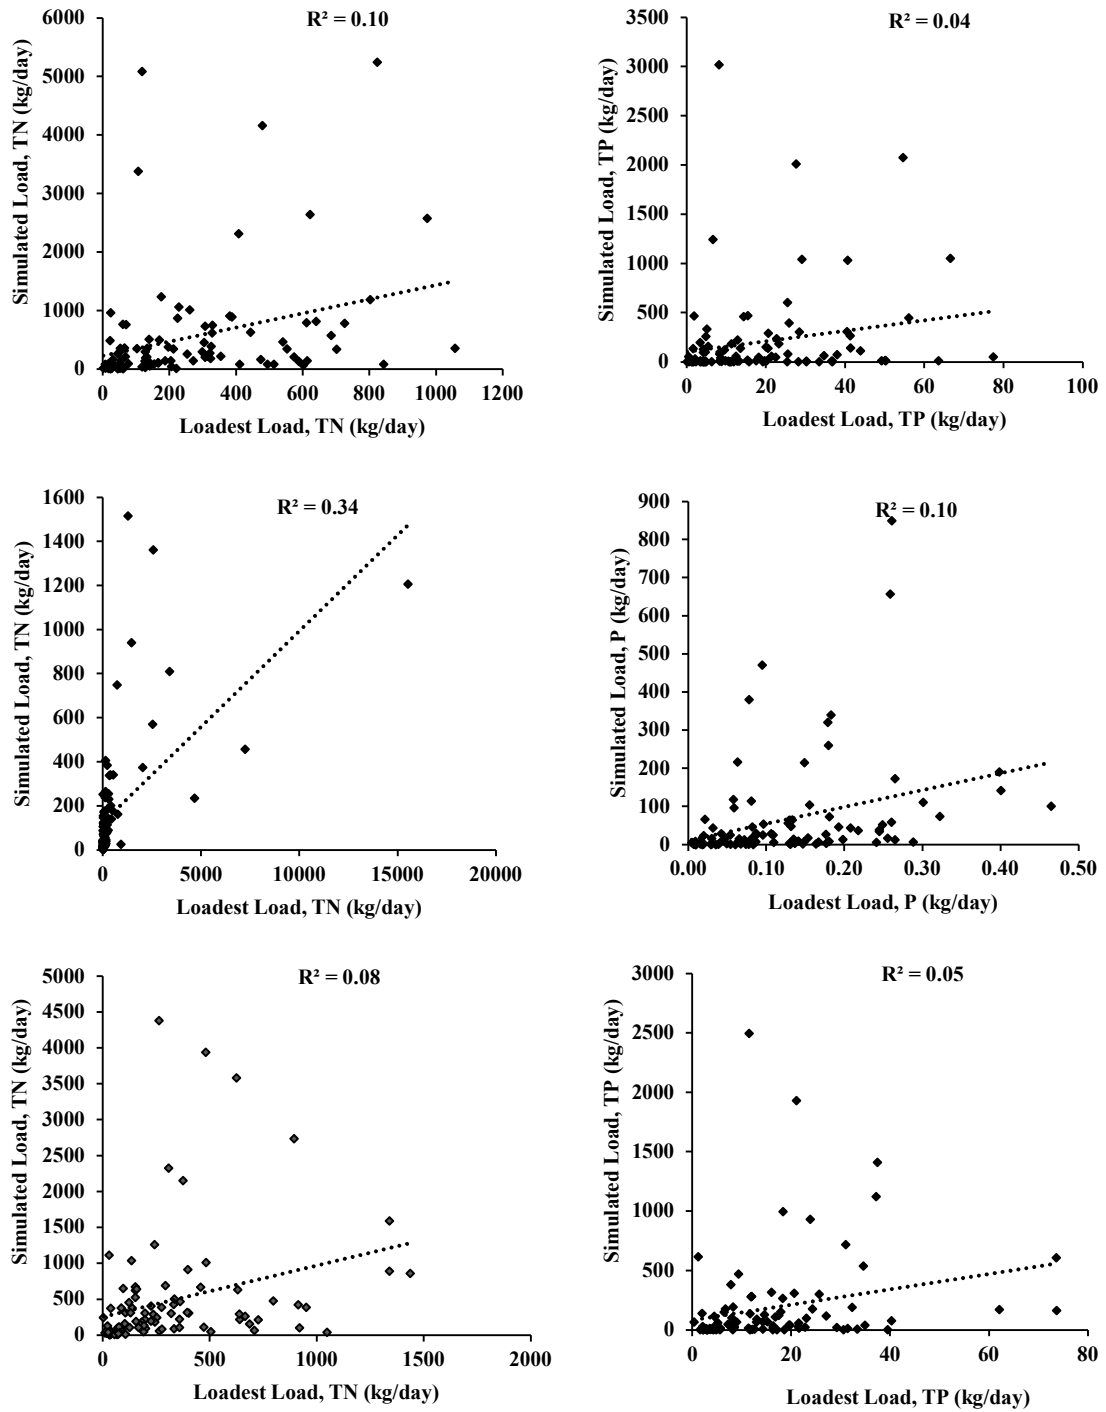 R² = 0.10
Simulated Load, TN (kg/day)
6000
5000
4000
3000
2000
1000
0
0 200 400 600 800 1000 1200
Loadest Load, TN (kg/day)
R² = 0.04
Simulated Load, TP (kg/day)
3500
3000
2500
2000
1500
1000
500
0
0 20 40 60 80 100
Loadest Load, TP (kg/day)
R² = 0.34
Simulated Load, TN (kg/day)
1600
1400
1200
1000
800
600
400
200
0
0 5000 10000 15000 20000
Loadest Load, TN (kg/day)
R² = 0.10
Simulated Load, P (kg/day)
900
800
700
600
500
400
300
200
100
0
0.00 0.10 0.20 0.30 0.40 0.50
Loadest Load, P (kg/day)
R² = 0.08
Simulated Load, TN (kg/day)
5000
4500
4000
3500
3000
2500
2000
1500
1000
500
0
0 500 1000 1500 2000
Loadest Load, TN (kg/day)
R² = 0.05
Simulated Load, TP (kg/day)
3000
2500
2000
1500
1000
500
0
0 20 40 60 80
Loadest Load, TP (kg/day)